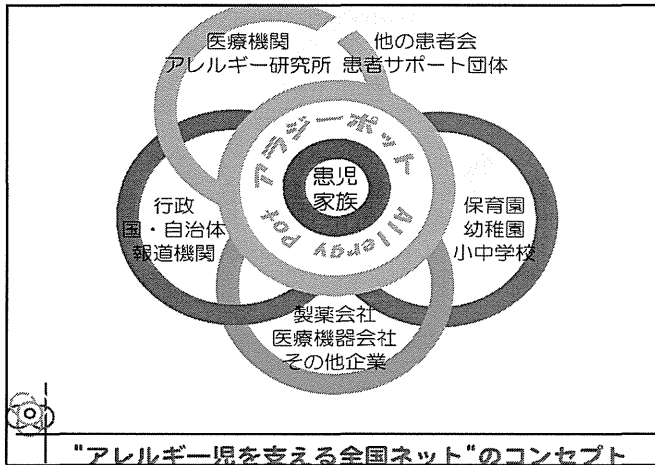 医療機関
アレルギー研究所
他の患者会
患者サポート団体
アラジーポット
Allergy Pot
患児
家族
行政
国・自治体
報道機関
保育園
幼稚園
小中学校
製薬会社
医療機器会社
その他企業
"アレルギー児を支える全国ネット"のコンセプト